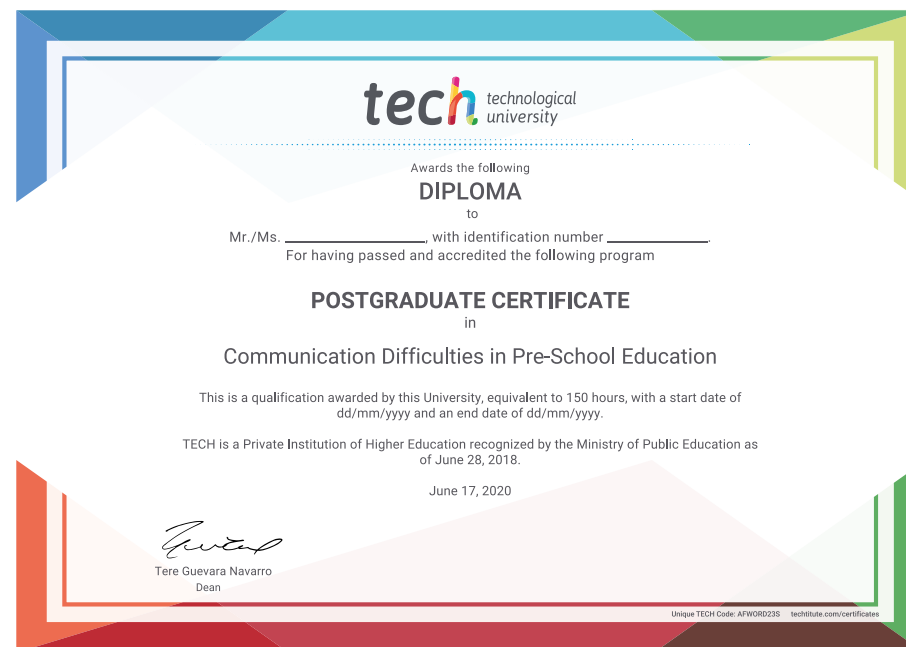 tech technological
university
Awards the following
DIPLOMA
to
Mr./Ms. ____________________, with identification number ______________.
For having passed and accredited the following program
POSTGRADUATE CERTIFICATE
in
Communication Difficulties in Pre-School Education
This is a qualification awarded by this University, equivalent to 150 hours, with a start date of
dd/mm/yyyy and an end date of dd/mm/yyyy.
TECH is a Private Institution of Higher Education recognized by the Ministry of Public Education as
of June 28, 2018.
June 17, 2020
Tere Guevara Navarro
Dean
Unique TECH Code: AFWORD23S techtitute.com/certificates